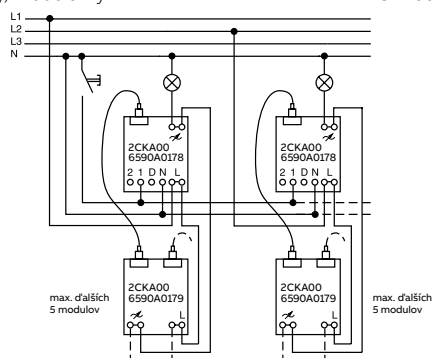 L1
L2
L3
N
2CKA00
6590A0178
2 1 D N L
2CKA00
6590A0178
2 1 D N L
max. ďalších
5 modulov
2CKA00
6590A0179
L
2CKA00
6590A0179
L
max. ďalších
5 modulov